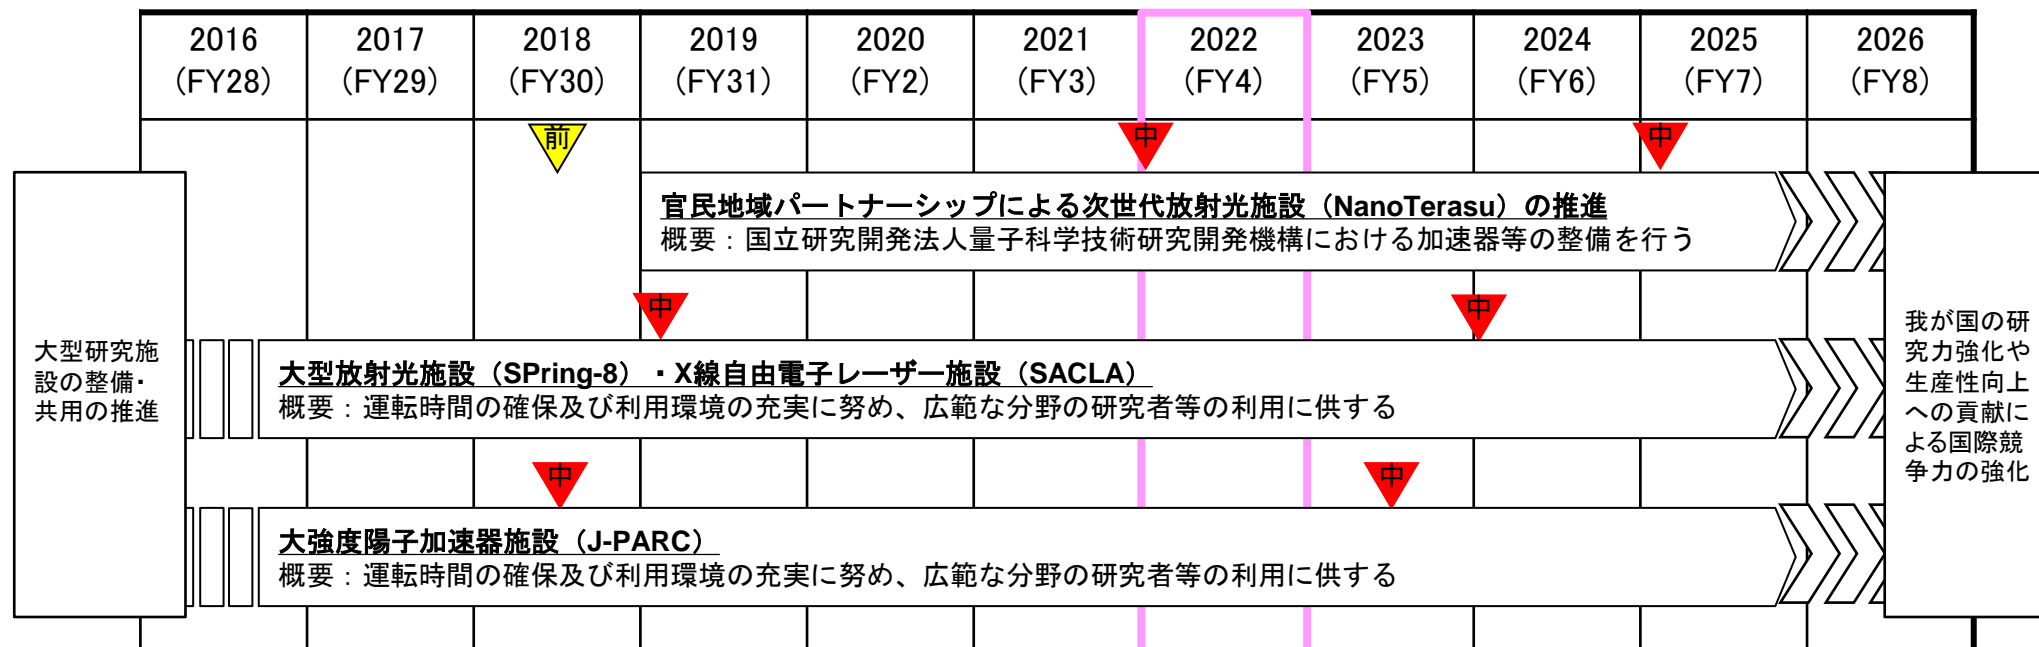 2016 2017 2018 2019 2020 2021 2022 2023 2024 2025 2026
(FY28) (FY29) (FY30) (FY31) (FY2) (FY3) (FY4) (FY5) (FY6) (FY7) (FY8)
前 中 中
官民地域パートナーシップによる次世代放射光施設（NanoTerasu）の推進
概要：国立研究開発法人量子科学技術研究開発機構における加速器等の整備を行う
中 中
大型研究施
設の整備・
共用の推進
大型放射光施設（SPring-8）・X線自由電子レーザー施設（SACLA）
概要：運転時間の確保及び利用環境の充実に努め、広範な分野の研究者等の利用に供する
中 中
大強度陽子加速器施設（J-PARC）
概要：運転時間の確保及び利用環境の充実に努め、広範な分野の研究者等の利用に供する
我が国の研
究力強化や
生産性向上
への貢献に
よる国際競
争力の強化